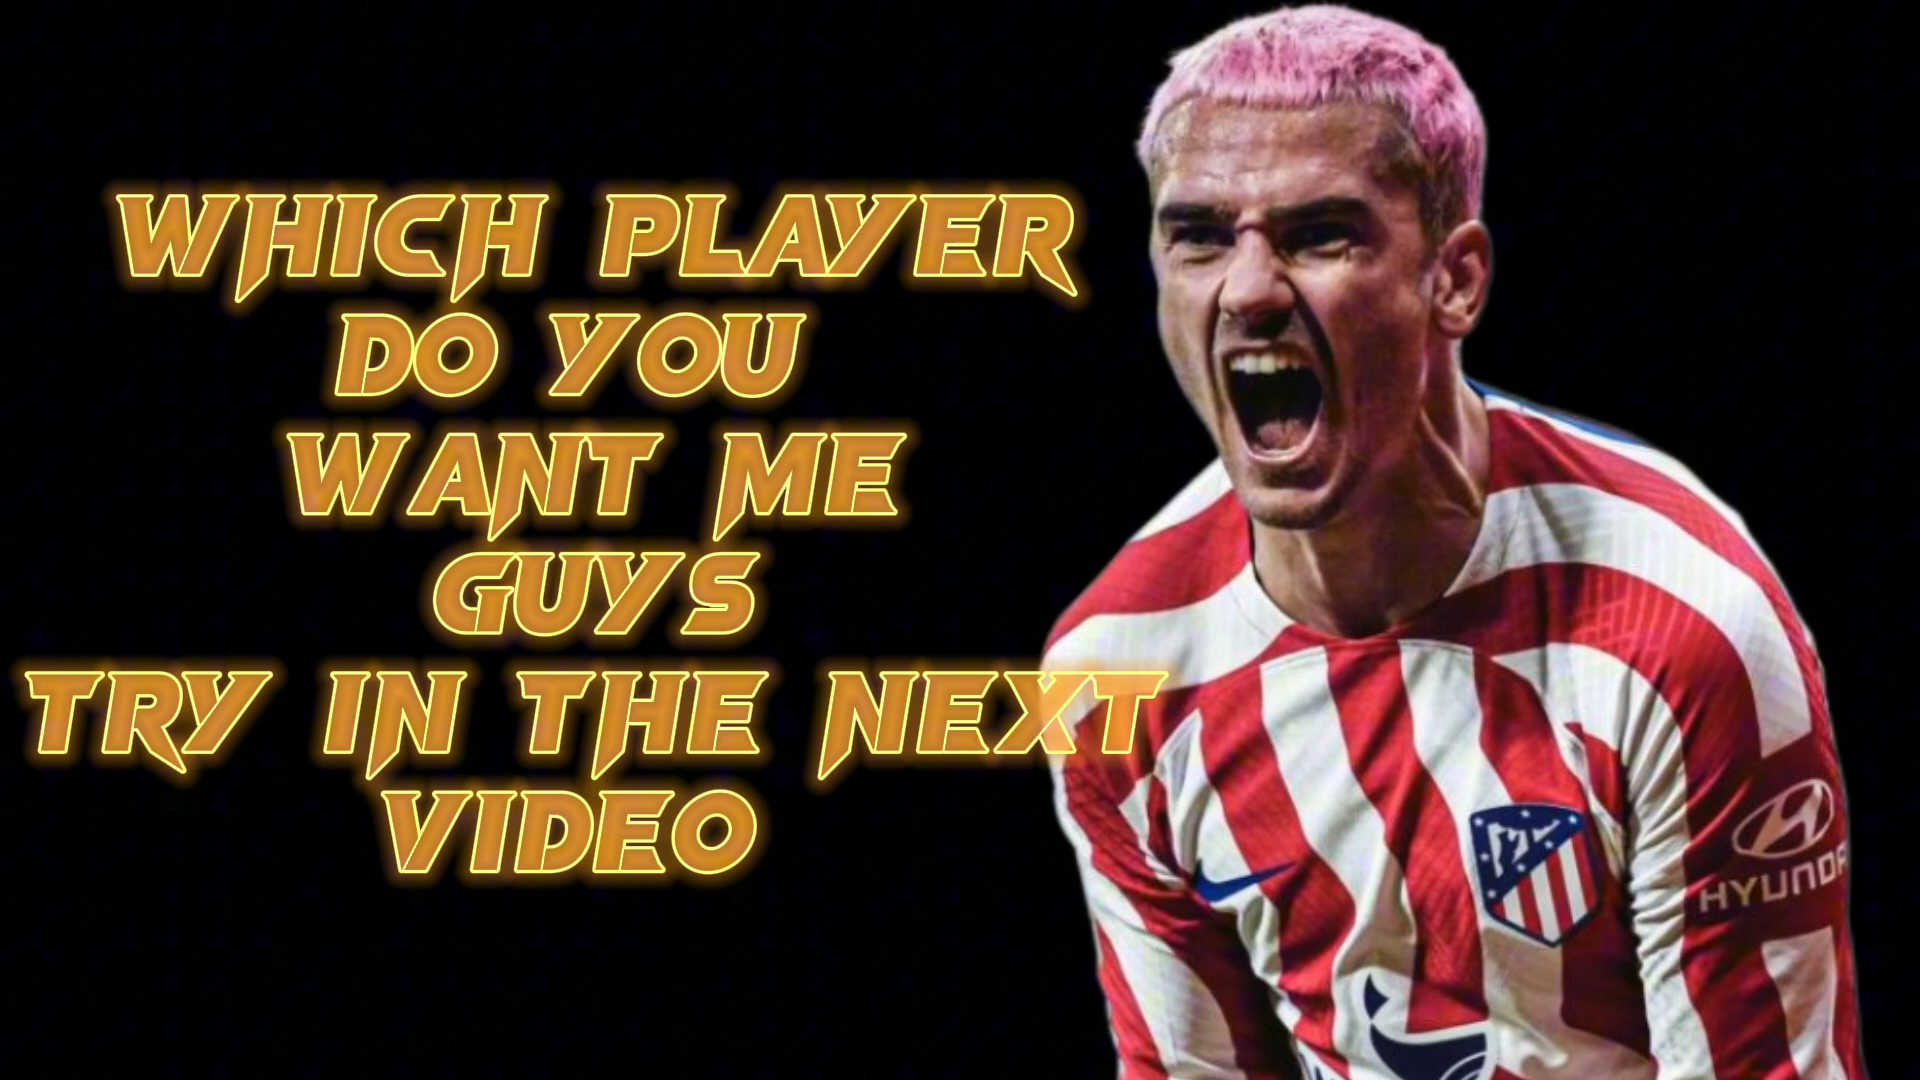 WHICH PLAYER
DO YOU
WANT ME
GUYS
TRY IN THE NEXT
VIDEO
HYUNDAI